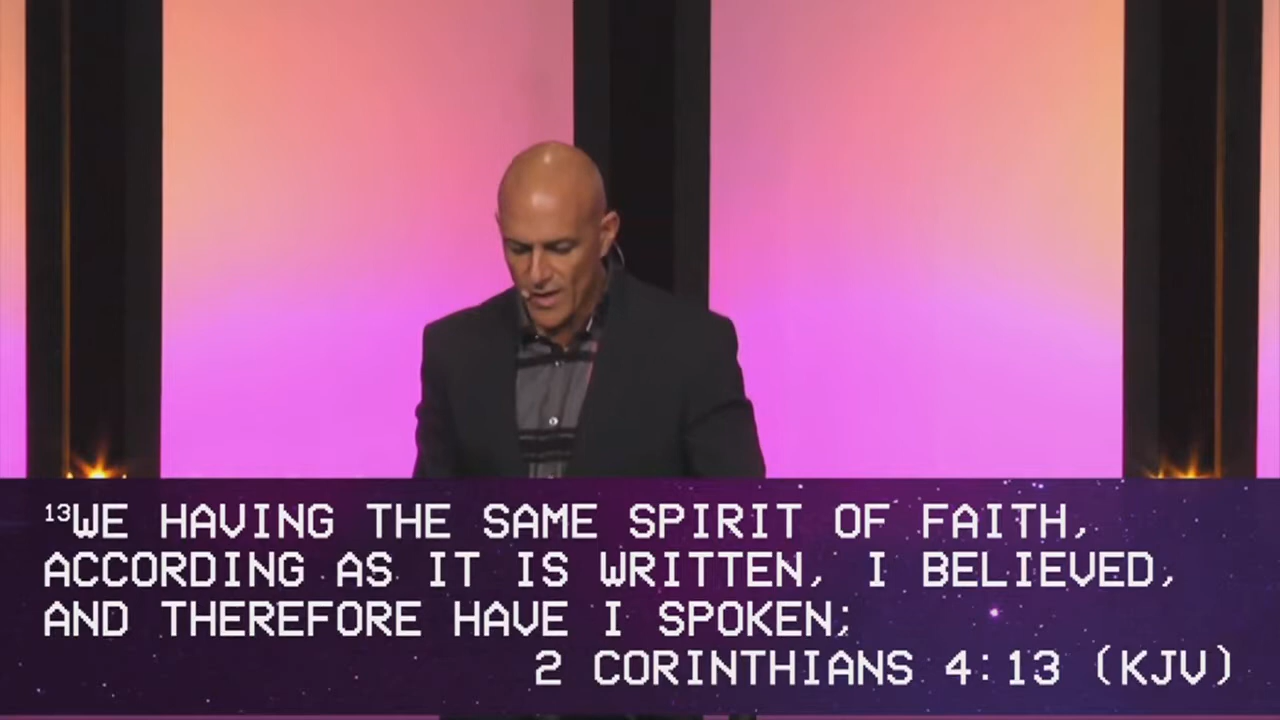 ¹³WE HAVING THE SAME SPIRIT OF FAITH,
ACCORDING AS IT IS WRITTEN, I BELIEVED,
AND THEREFORE HAVE I SPOKEN;
2 CORINTHIANS 4:13 (KJV)